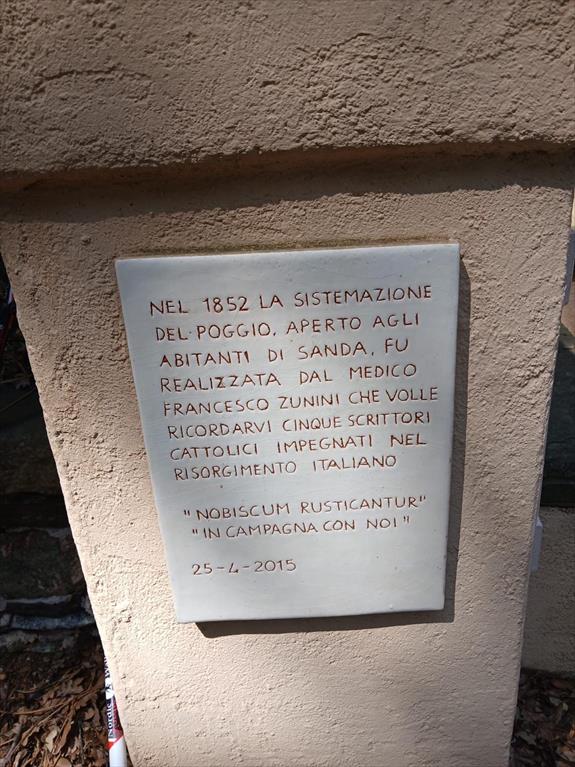 NEL 1852 LA SISTEMAZIONE
DEL POGGIO, APERTO AGLI
ABITANTI DI SANDA, FU
REALIZZATA DAL MEDICO
FRANCESCO ZUNINI CHE VOLLE
RICORDARVI CINQUE SCRITTORI
CATTOLICI IMPEGNATI NEL
RISORGIMENTO ITALIANO
"NOBISCUM RUSTICANTUR"
"IN CAMPAGNA CON NOI"
25-4-2015